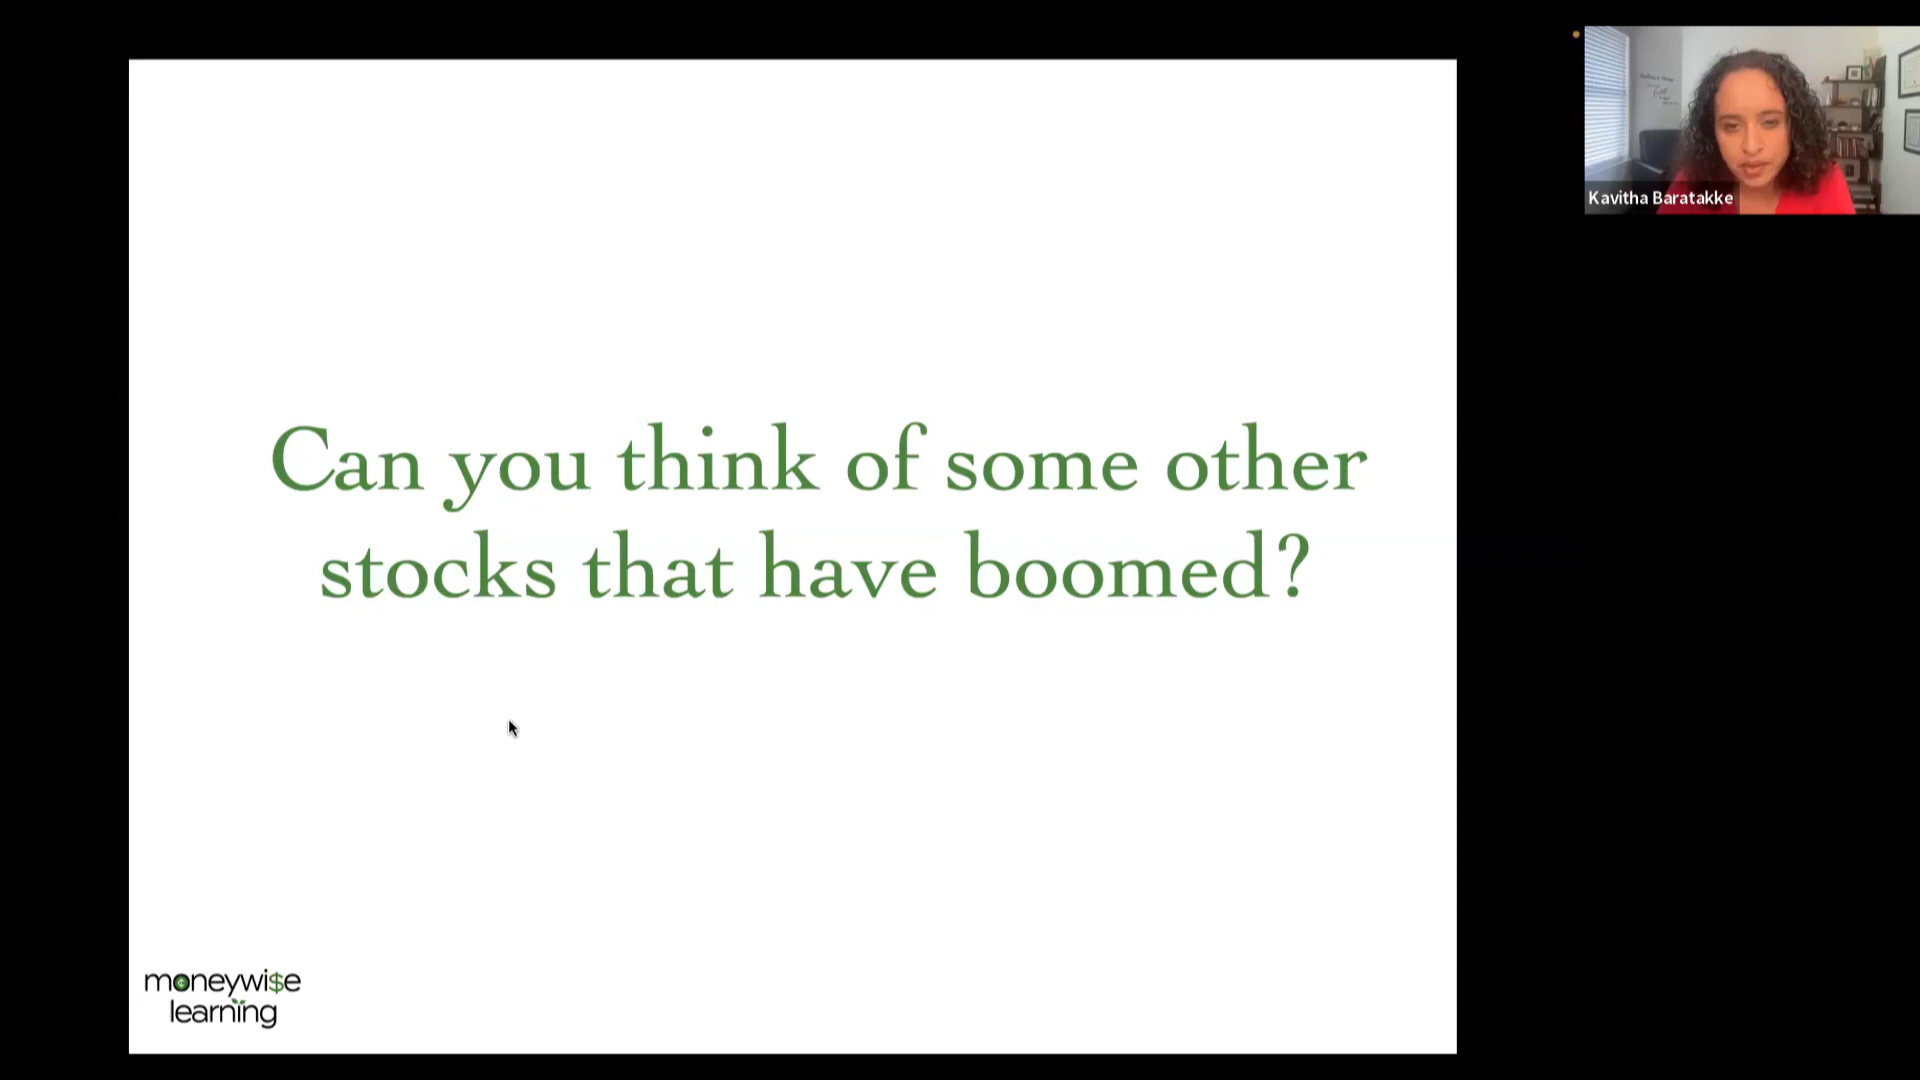 Can you think of some other
stocks that have boomed?
Kavitha Baratakke
moneywi$e
learning